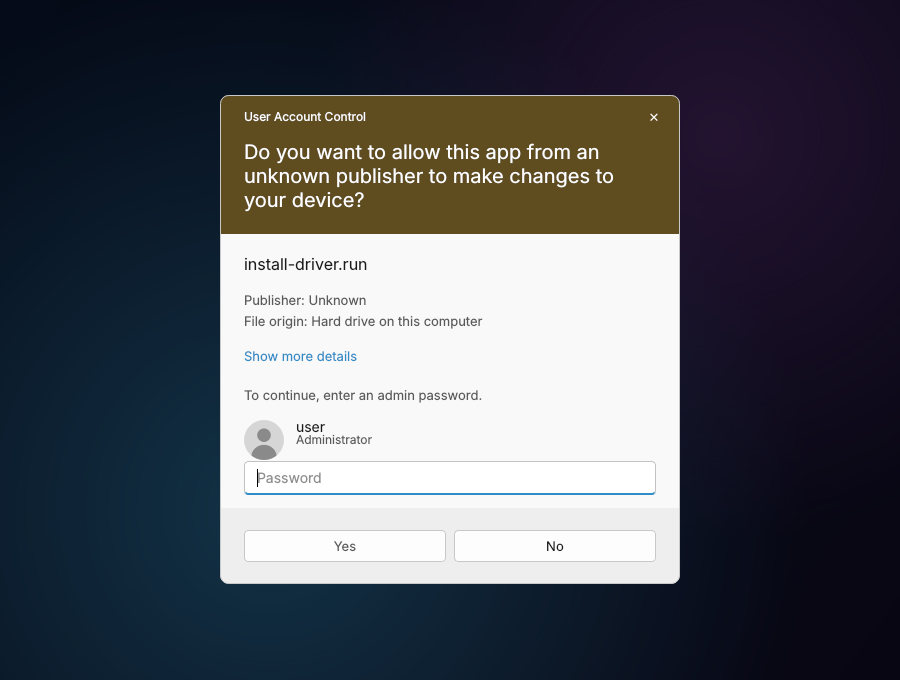 User Account Control
Do you want to allow this app from an
unknown publisher to make changes to
your device?
install-driver.run
Publisher: Unknown
File origin: Hard drive on this computer
Show more details
To continue, enter an admin password.
user
Administrator
Password
Yes
No